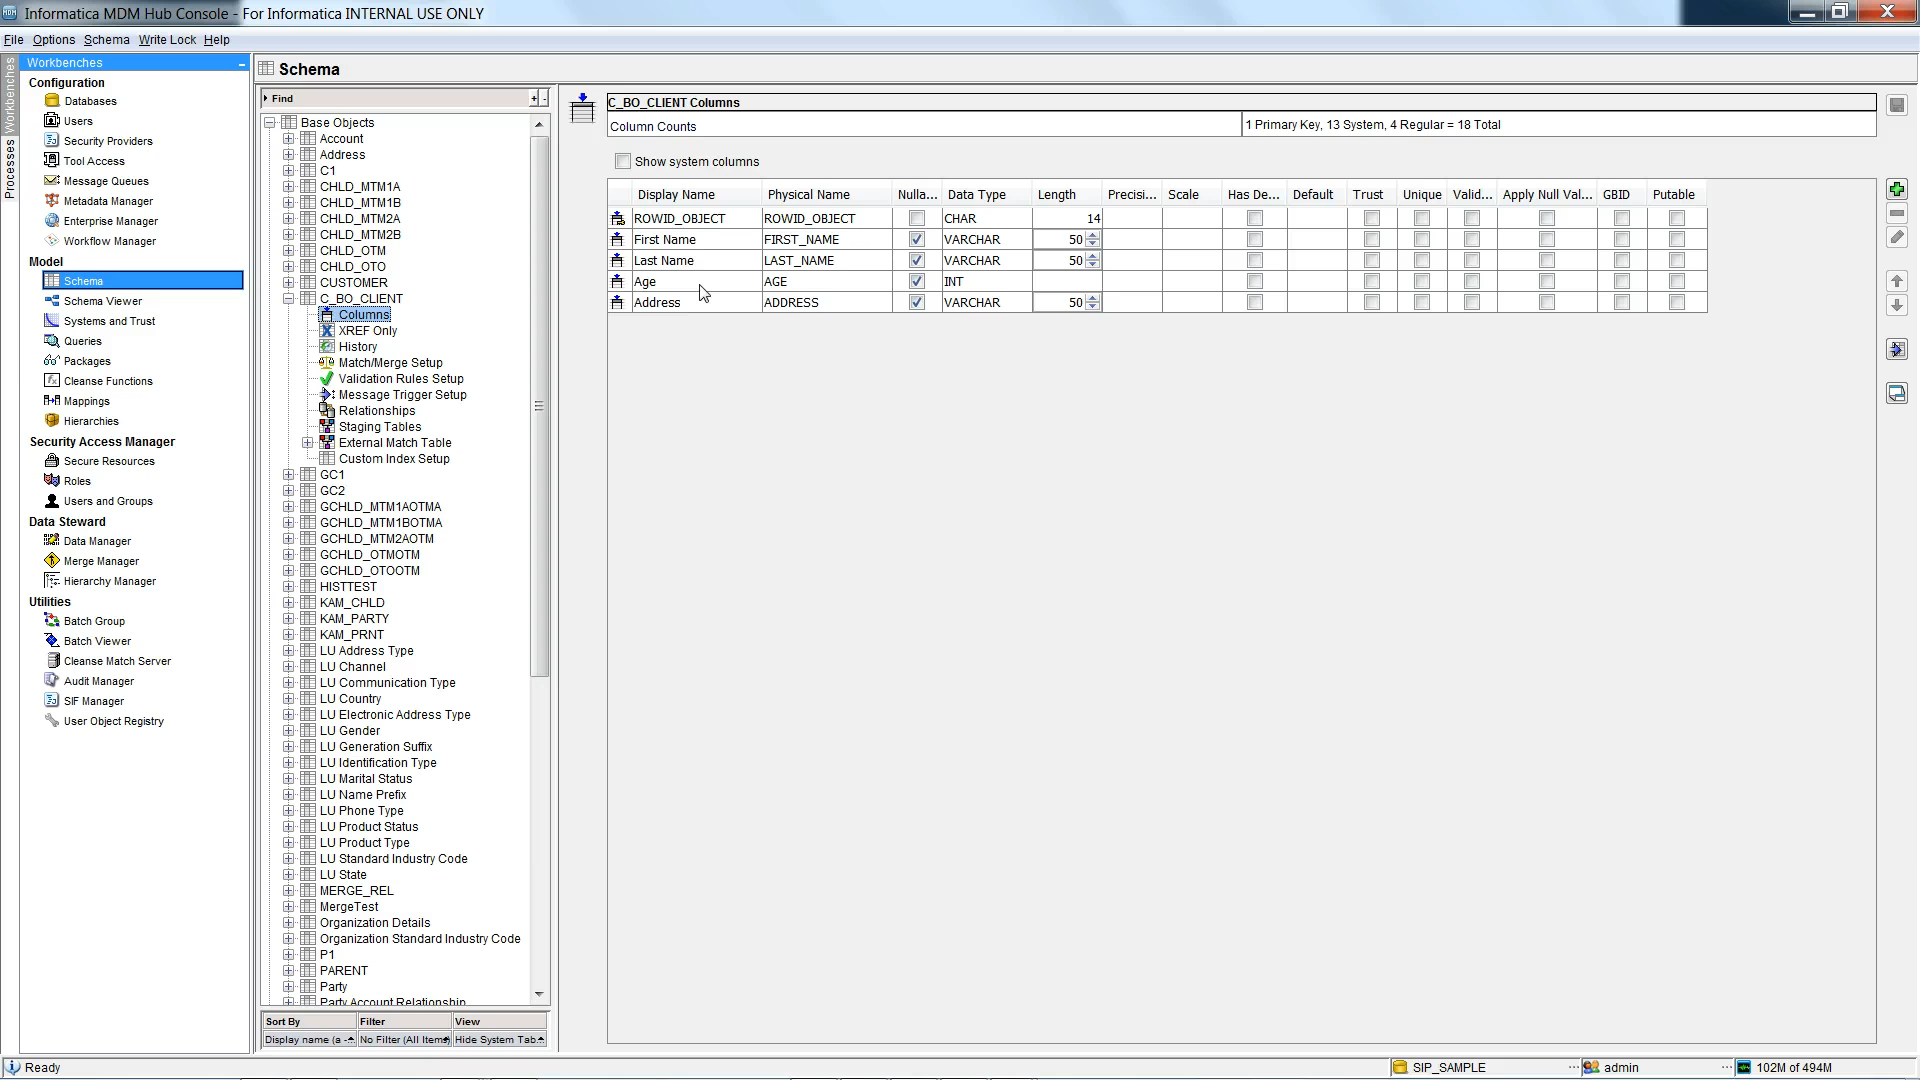 Informatica MDM Hub Console - For Informatica INTERNAL USE ONLY
File Options Schema Write Lock Help
Workbenches
Processes
Workbenches
Configuration
Databases
Users
Security Providers
Tool Access
Message Queues
Metadata Manager
Enterprise Manager
Workflow Manager
Model
Schema
Schema Viewer
Systems and Trust
Queries
Packages
Cleanse Functions
Mappings
Hierarchies
Security Access Manager
Secure Resources
Roles
Users and Groups
Data Steward
Data Manager
Merge Manager
Hierarchy Manager
Utilities
Batch Group
Batch Viewer
Cleanse Match Server
Audit Manager
SIF Manager
User Object Registry
Schema
Find
Base Objects
Account
Address
C1
CHLD_MTM1A
CHLD_MTM1B
CHLD_MTM2A
CHLD_MTM2B
CHLD_OTM
CHLD_OTO
CUSTOMER
C_BO_CLIENT
Columns
XREF Only
History
Match/Merge Setup
Validation Rules Setup
Message Trigger Setup
Relationships
Staging Tables
External Match Table
Custom Index Setup
GC1
GC2
GCHLD_MTM1AOTMA
GCHLD_MTM1BOTMA
GCHLD_MTM2AOTM
GCHLD_OTMOTM
GCHLD_OTOOTM
HISTTEST
KAM_CHLD
KAM_PARTY
KAM_PRNT
LU Address Type
LU Channel
LU Communication Type
LU Country
LU Electronic Address Type
LU Gender
LU Generation Suffix
LU Identification Type
LU Marital Status
LU Name Prefix
LU Phone Type
LU Product Status
LU Product Type
LU Standard Industry Code
LU State
MERGE_REL
MergeTest
Organization Details
Organization Standard Industry Code
P1
PARENT
Party
Party Account Relationship
Sort By Filter View
Display name (a - No Filter (All Items) Hide System Tab..
C_BO_CLIENT Columns
Column Counts 1 Primary Key, 13 System, 4 Regular = 18 Total
Show system columns
Display Name Physical Name Nulla... Data Type Length Precisi... Scale Has De... Default Trust Unique Valid... Apply Null Val... GBID Putable
ROWID_OBJECT ROWID_OBJECT CHAR 14
First Name FIRST_NAME VARCHAR 50
Last Name LAST_NAME VARCHAR 50
Age AGE INT
Address ADDRESS VARCHAR 50
Ready SIP_SAMPLE ... admin ... 102M of 494M